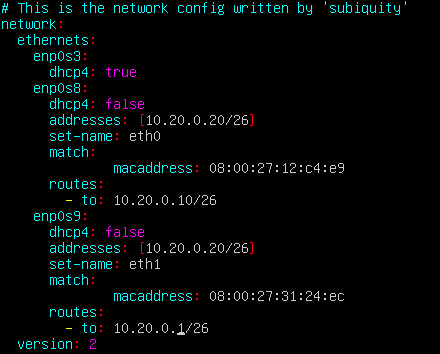 # This is the network config written by 'subiquity'
network:
  ethernets:
    enp0s3:
      dhcp4: true
    enp0s8:
      dhcp4: false
      addresses: [10.20.0.20/26]
      set-name: eth0
      match:
              macaddress: 08:00:27:12:c4:e9
      routes:
        - to: 10.20.0.10/26
    enp0s9:
      dhcp4: false
      addresses: [10.20.0.20/26]
      set-name: eth1
      match:
              macaddress: 08:00:27:31:24:ec
      routes:
        - to: 10.20.0.1/26
  version: 2